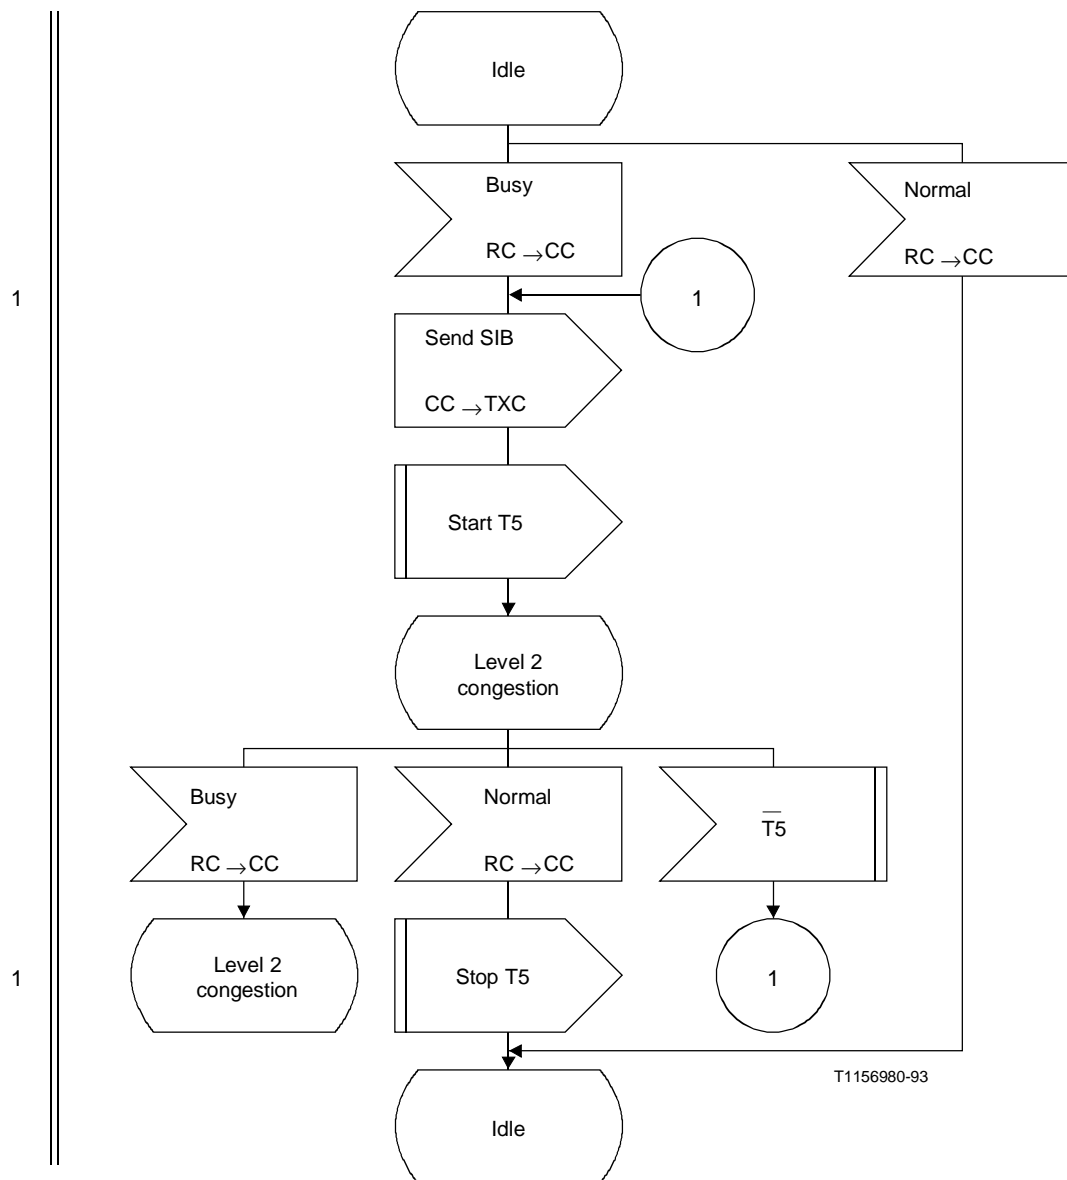 Idle
Busy
RC →CC
Normal
RC →CC
1
1
Send SIB
CC →TXC
Start T5
Level 2
congestion
Busy
RC →CC
Normal
RC →CC
T̅5̅
1
Level 2
congestion
Stop T5
1
T1156980-93
Idle